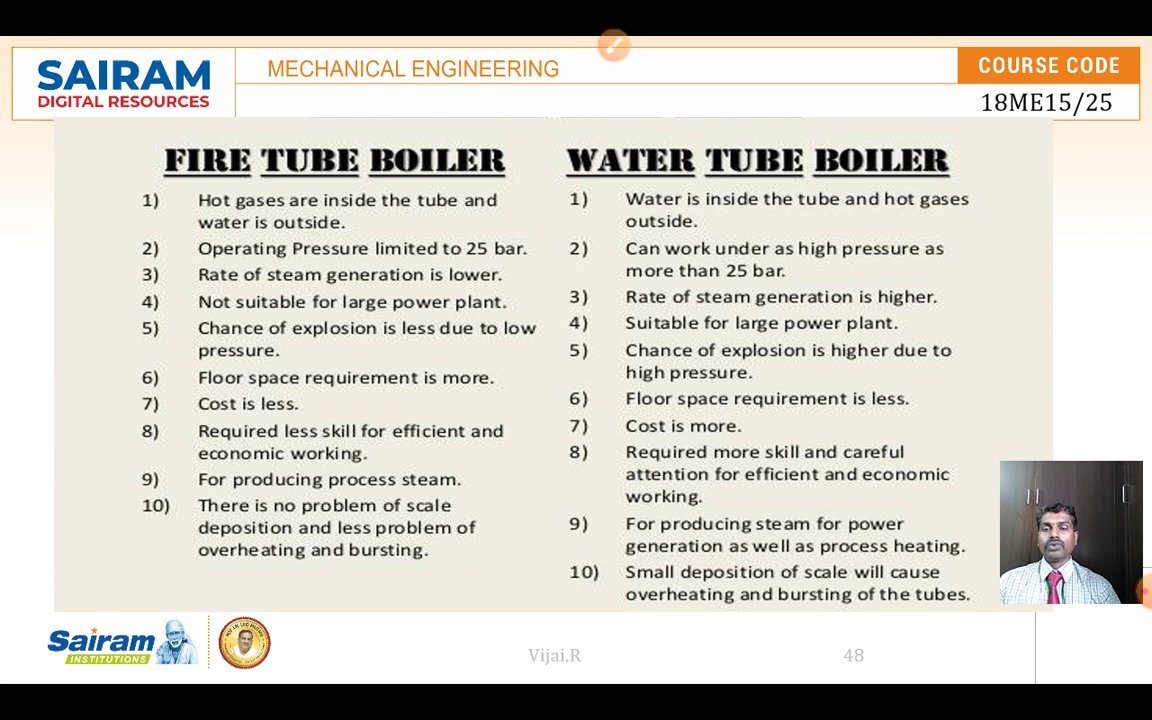 SAIRAM
DIGITAL RESOURCES
MECHANICAL ENGINEERING
COURSE CODE
18ME15/25
FIRE TUBE BOILER
1) Hot gases are inside the tube and
water is outside.
2) Operating Pressure limited to 25 bar.
3) Rate of steam generation is lower.
4) Not suitable for large power plant.
5) Chance of explosion is less due to low
pressure.
6) Floor space requirement is more.
7) Cost is less.
8) Required less skill for efficient and
economic working.
9) For producing process steam.
10) There is no problem of scale
deposition and less problem of
overheating and bursting.
WATER TUBE BOILER
1) Water is inside the tube and hot gases
outside.
2) Can work under as high pressure as
more than 25 bar.
3) Rate of steam generation is higher.
4) Suitable for large power plant.
5) Chance of explosion is higher due to
high pressure.
6) Floor space requirement is less.
7) Cost is more.
8) Required more skill and careful
attention for efficient and economic
working.
9) For producing steam for power
generation as well as process heating.
10) Small deposition of scale will cause
overheating and bursting of the tubes.
Sairam
INSTITUTIONS
Vijai.R
48